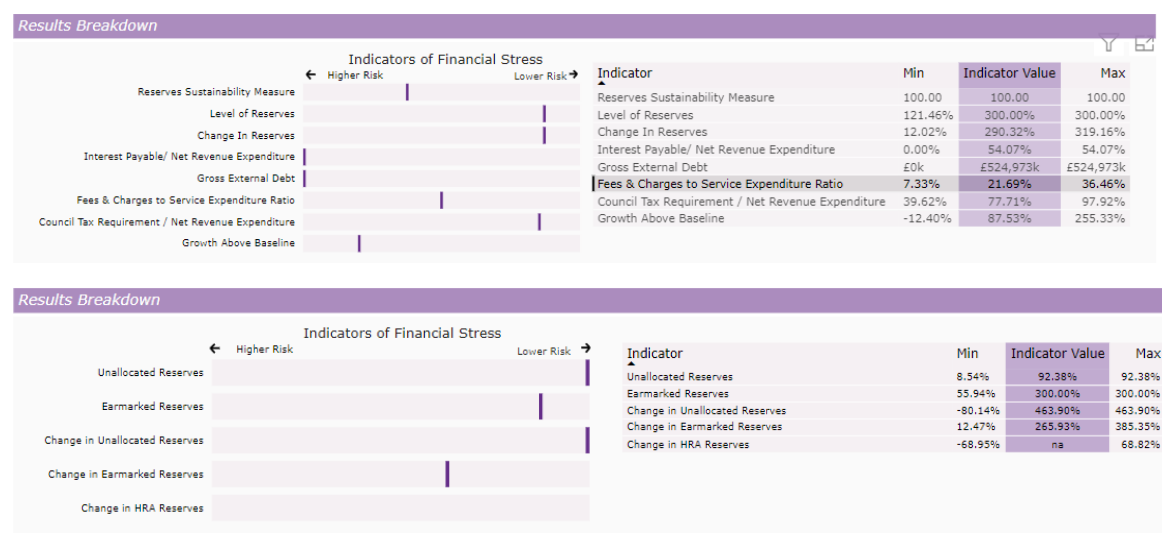 Results Breakdown
Indicators of Financial Stress
← Higher Risk Lower Risk →
Reserves Sustainability Measure
Level of Reserves
Change In Reserves
Interest Payable/ Net Revenue Expenditure
Gross External Debt
Fees & Charges to Service Expenditure Ratio
Council Tax Requirement / Net Revenue Expenditure
Growth Above Baseline
Indicator Min Indicator Value Max
Reserves Sustainability Measure 100.00 100.00 100.00
Level of Reserves 121.46% 300.00% 300.00%
Change In Reserves 12.02% 290.32% 319.16%
Interest Payable/ Net Revenue Expenditure 0.00% 54.07% 54.07%
Gross External Debt £0k £524,973k £524,973k
Fees & Charges to Service Expenditure Ratio 7.33% 21.69% 36.46%
Council Tax Requirement / Net Revenue Expenditure 39.62% 77.71% 97.92%
Growth Above Baseline -12.40% 87.53% 255.33%
Results Breakdown
Indicators of Financial Stress
← Higher Risk Lower Risk →
Unallocated Reserves
Earmarked Reserves
Change in Unallocated Reserves
Change in Earmarked Reserves
Change in HRA Reserves
Indicator Min Indicator Value Max
Unallocated Reserves 8.54% 92.38% 92.38%
Earmarked Reserves 55.94% 300.00% 300.00%
Change in Unallocated Reserves -80.14% 463.90% 463.90%
Change in Earmarked Reserves 12.47% 265.93% 385.35%
Change in HRA Reserves -68.95% na 68.82%